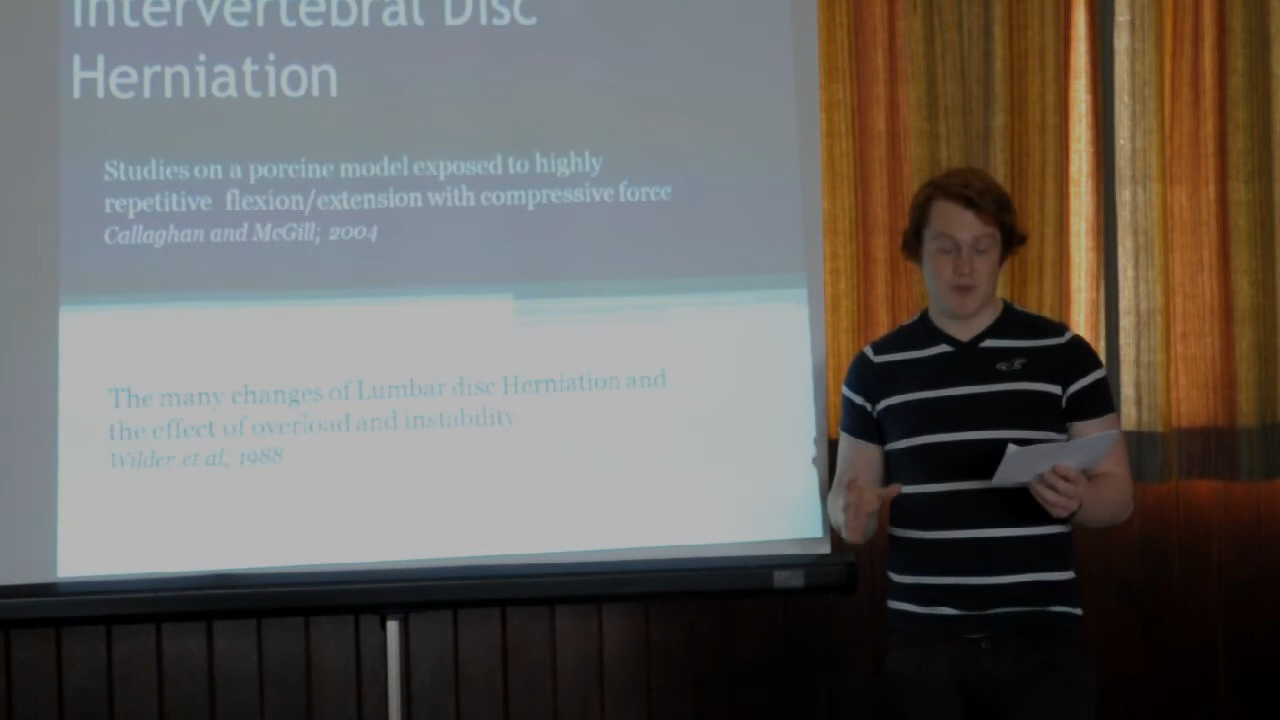 Intervertebral Disc
Herniation
Studies on a porcine model exposed to highly
repetitive flexion/extension with compressive force
Callaghan and McGill; 2004
The many changes of Lumbar disc Herniation and
the effect of overload and instability
Wilder et al, 1988